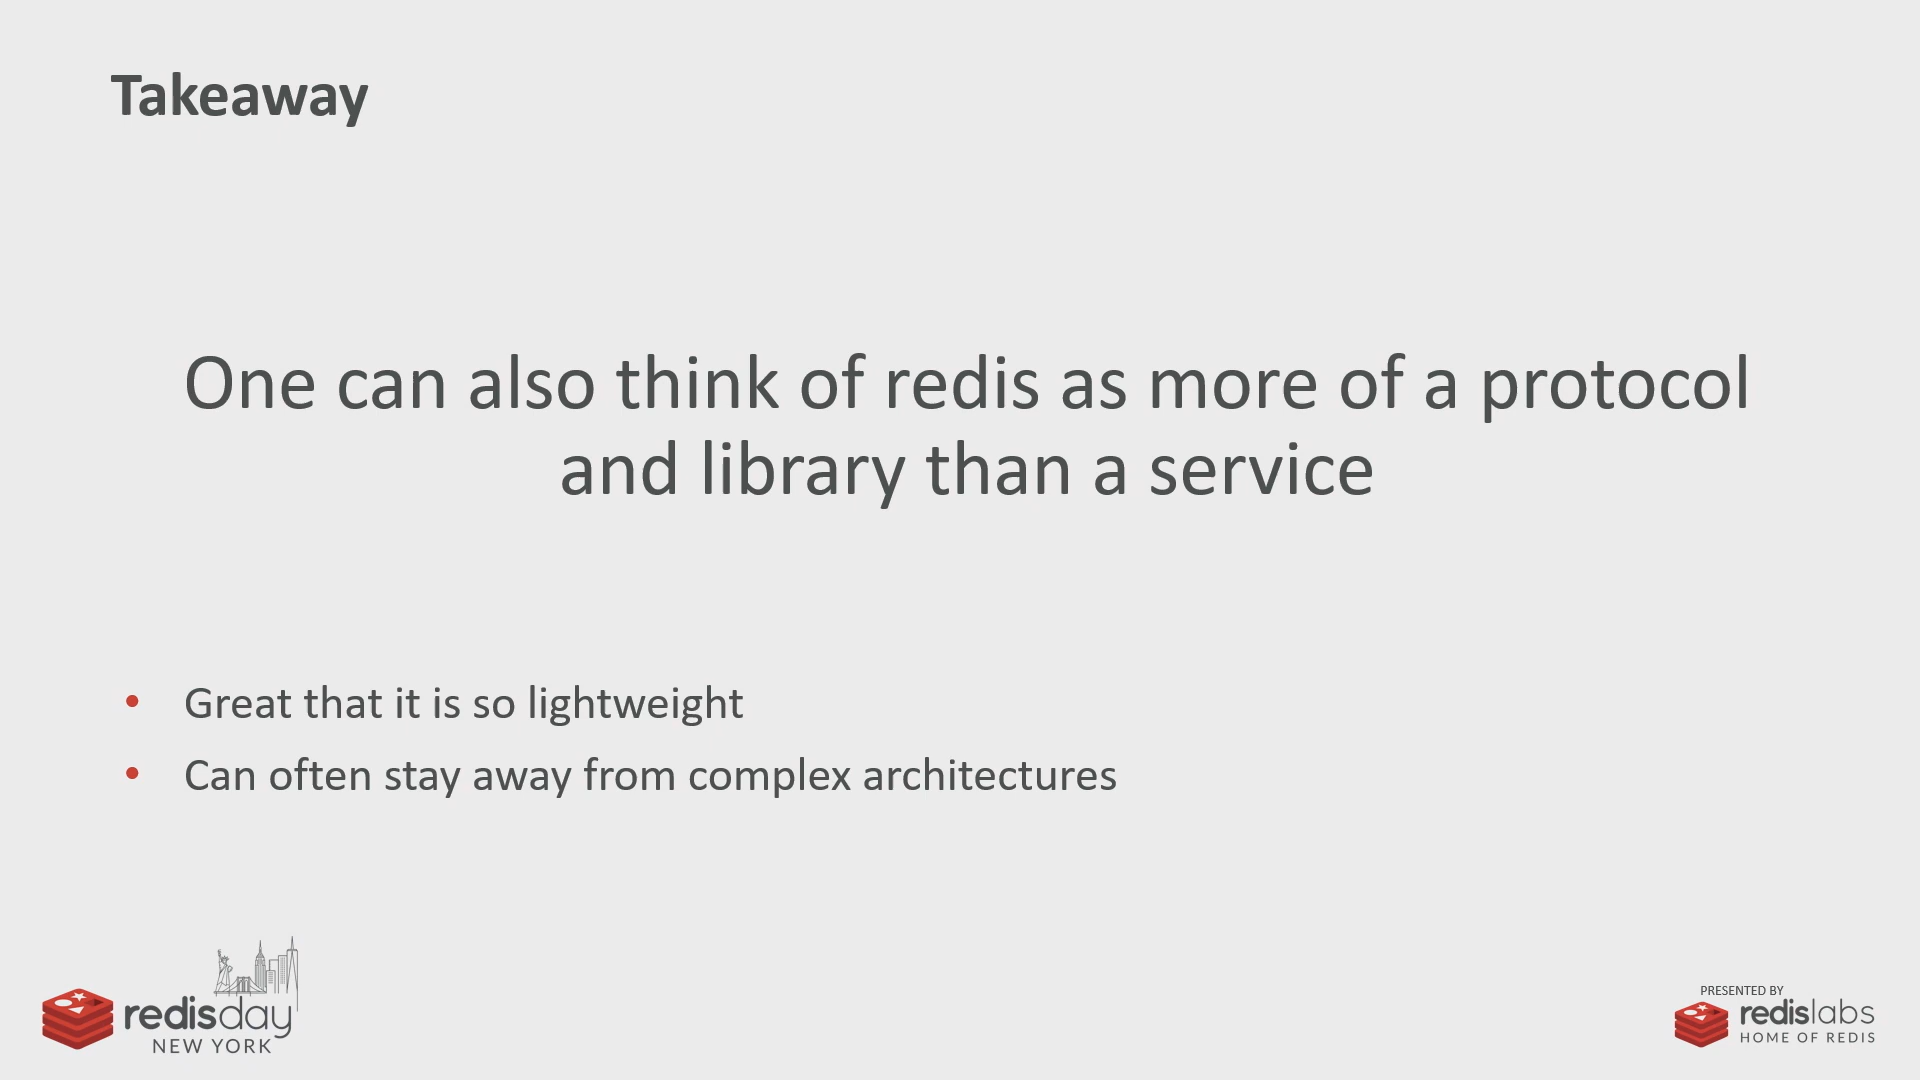 Takeaway
One can also think of redis as more of a protocol
and library than a service
• Great that it is so lightweight
• Can often stay away from complex architectures
redisday
NEW YORK
PRESENTED BY
redislabs
HOME OF REDIS